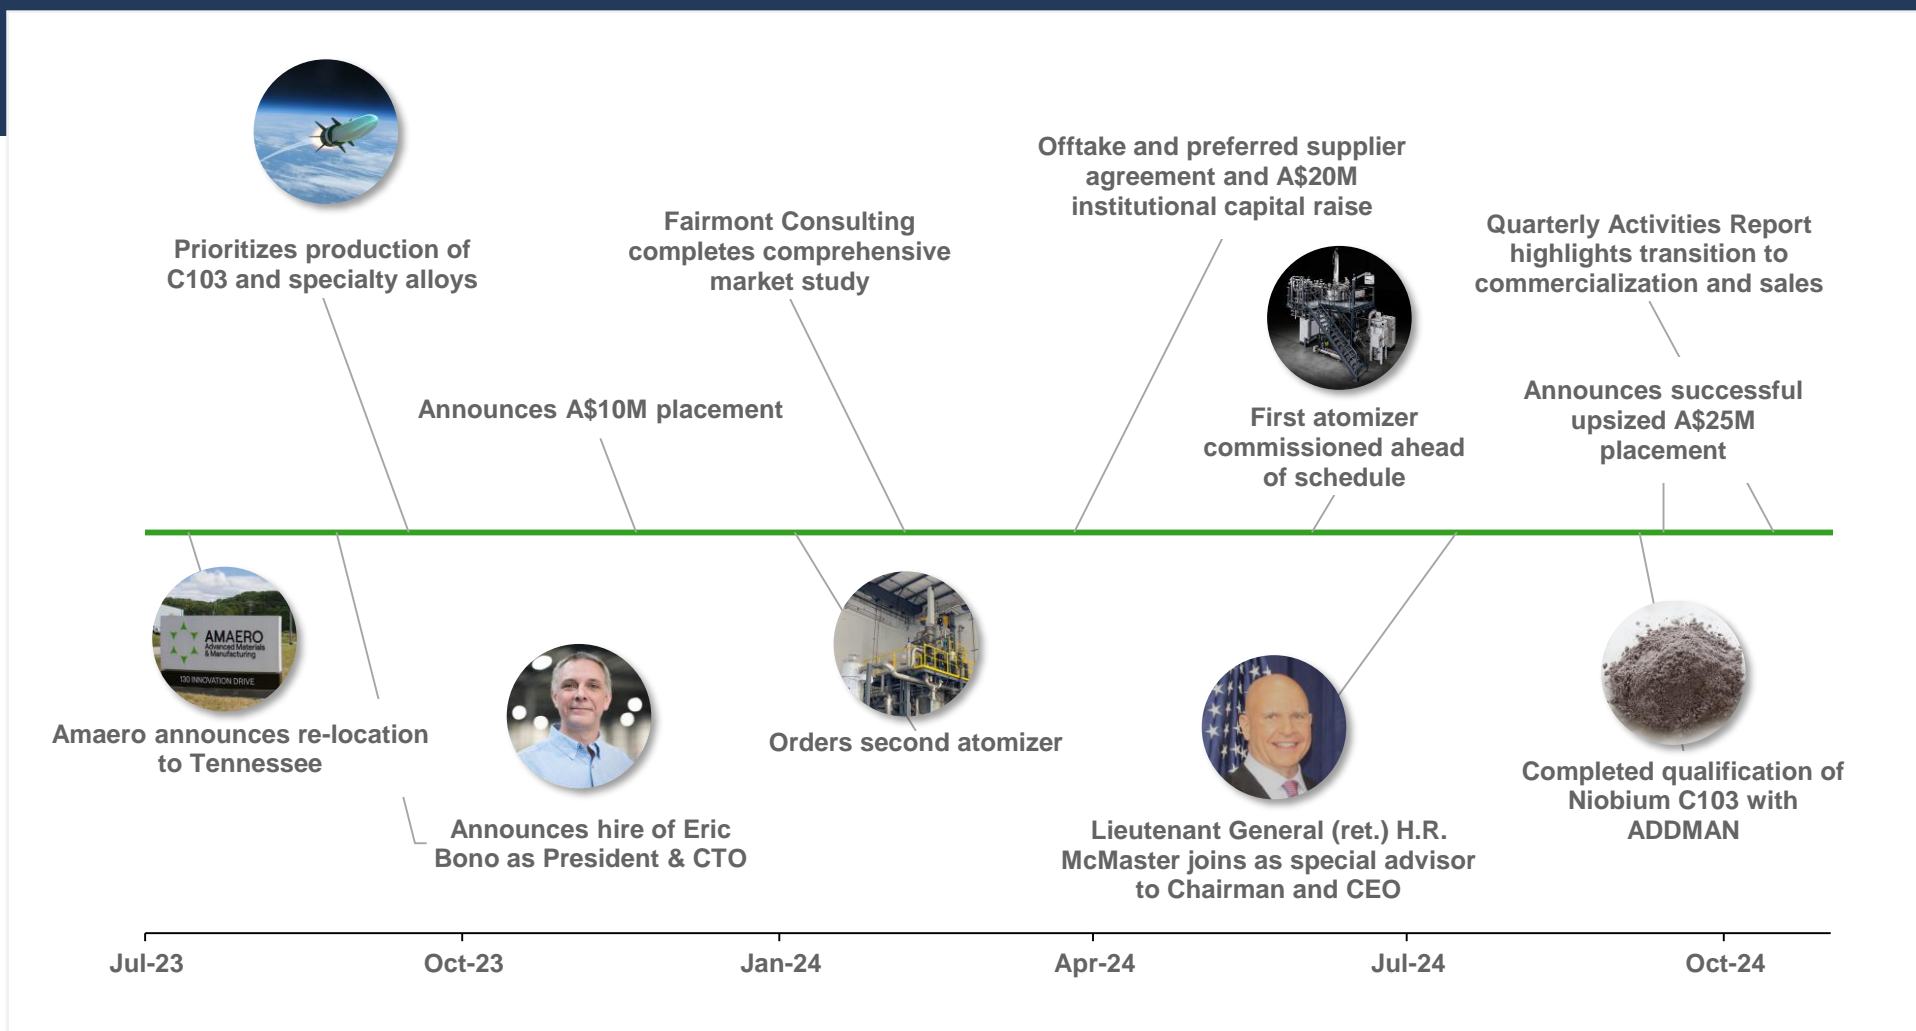 Prioritizes production of
C103 and specialty alloys
Announces A$10M placement
Fairmont Consulting
completes comprehensive
market study
Offtake and preferred supplier
agreement and A$20M
institutional capital raise
First atomizer
commissioned ahead
of schedule
Quarterly Activities Report
highlights transition to
commercialization and sales
Announces successful
upsized A$25M
placement
AMAERO
Advanced Materials
& Manufacturing
130 INNOVATION DRIVE
Amaero announces re-location
to Tennessee
Announces hire of Eric
Bono as President & CTO
Orders second atomizer
Lieutenant General (ret.) H.R.
McMaster joins as special advisor
to Chairman and CEO
Completed qualification of
Niobium C103 with
ADDMAN
Jul-23
Oct-23
Jan-24
Apr-24
Jul-24
Oct-24